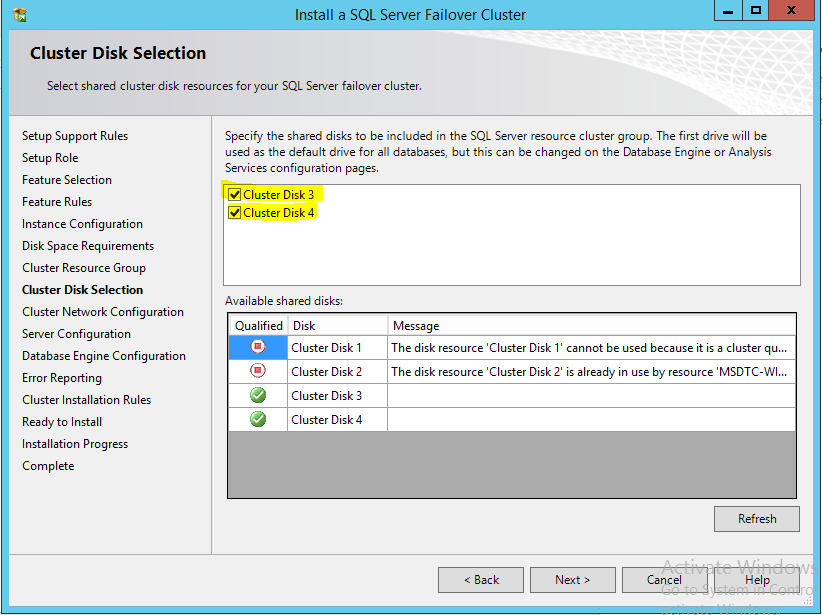 Install a SQL Server Failover Cluster
Cluster Disk Selection
Select shared cluster disk resources for your SQL Server failover cluster.
Setup Support Rules
Setup Role
Feature Selection
Feature Rules
Instance Configuration
Disk Space Requirements
Cluster Resource Group
Cluster Disk Selection
Cluster Network Configuration
Server Configuration
Database Engine Configuration
Error Reporting
Cluster Installation Rules
Ready to Install
Installation Progress
Complete
Specify the shared disks to be included in the SQL Server resource cluster group. The first drive will be
used as the default drive for all databases, but this can be changed on the Database Engine or Analysis
Services configuration pages.
Cluster Disk 3
Cluster Disk 4
Available shared disks:
Qualified Disk Message
Cluster Disk 1 The disk resource 'Cluster Disk 1' cannot be used because it is a cluster qu...
Cluster Disk 2 The disk resource 'Cluster Disk 2' is already in use by resource 'MSDTC-WI...
Cluster Disk 3
Cluster Disk 4
Refresh
Activate Windows
< Back Next > Cancel Help
Go to System in Contro
activate Windows